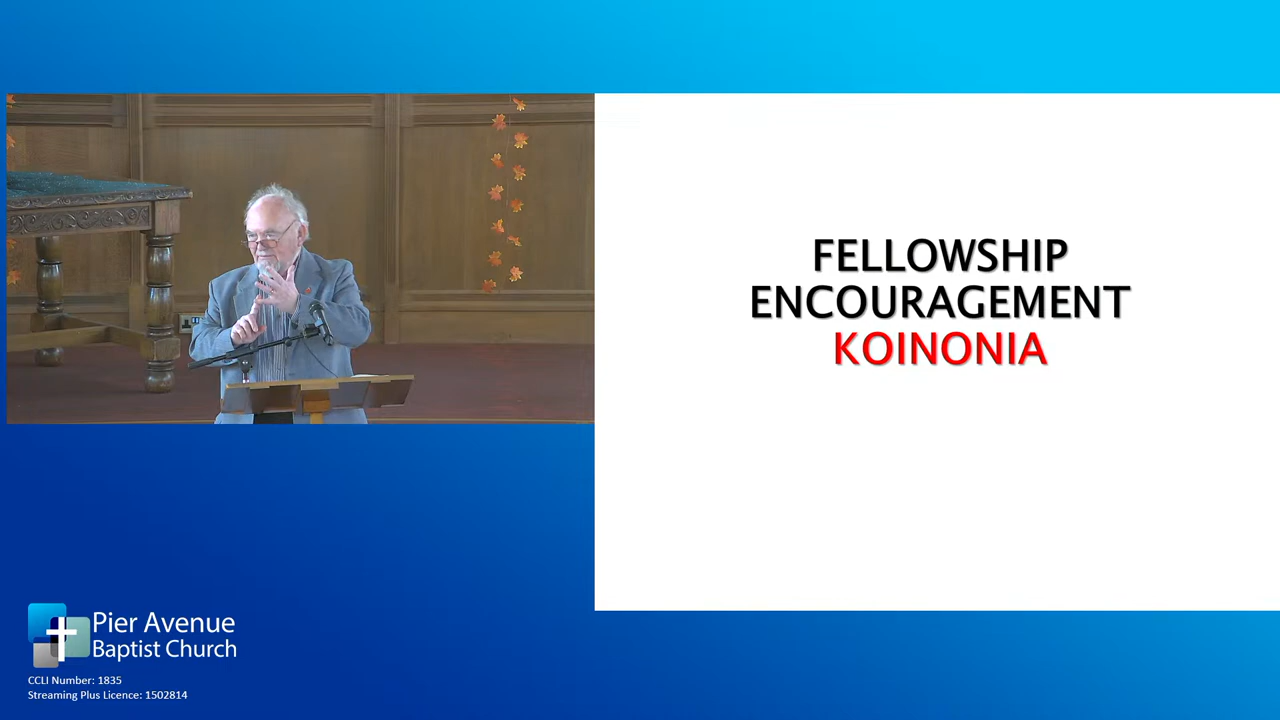 FELLOWSHIP
ENCOURAGEMENT
KOINONIA
Pier Avenue
Baptist Church
CCLI Number: 1835
Streaming Plus Licence: 1502814